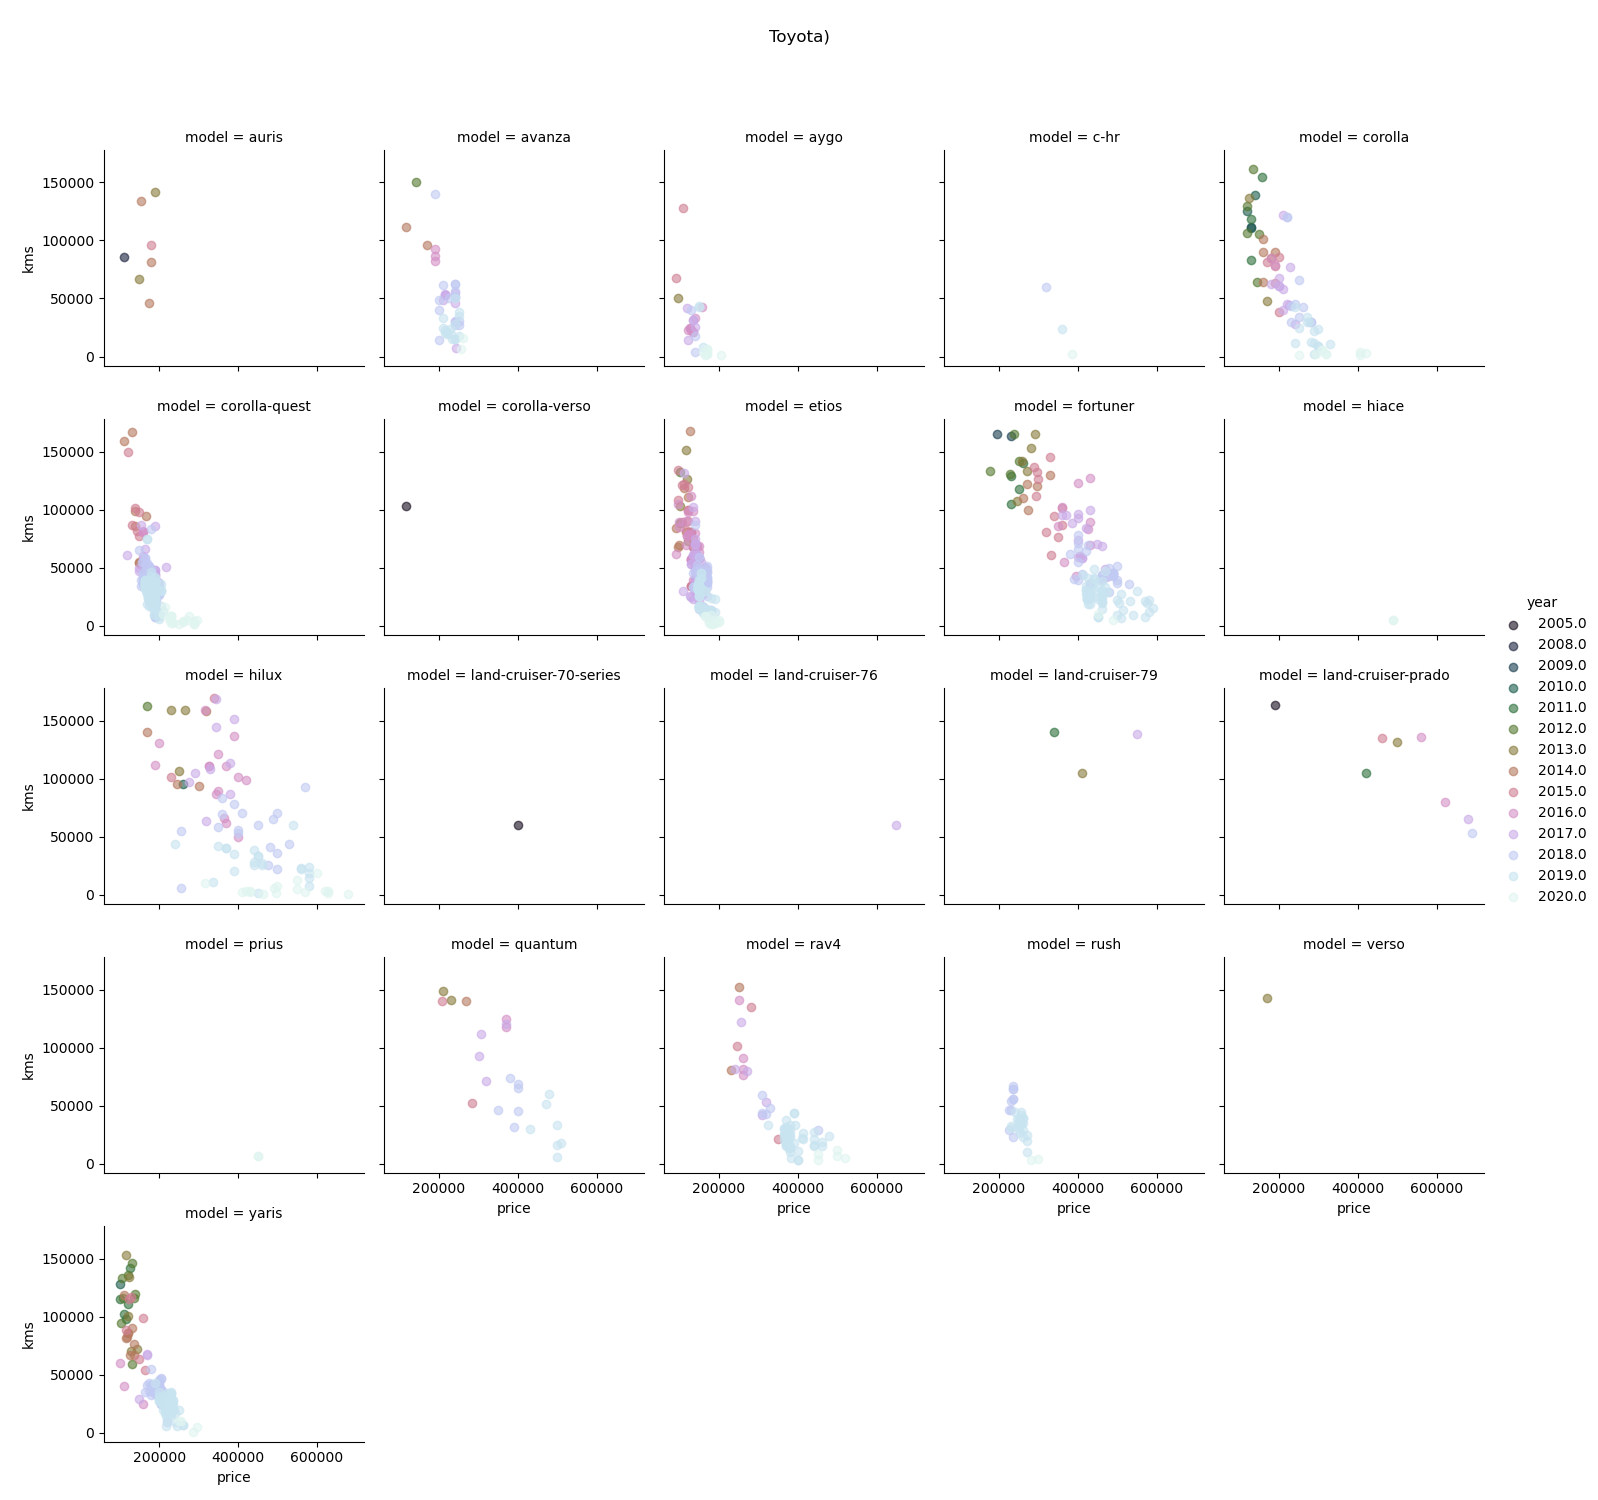 Toyota)
model = auris
model = avanza
model = aygo
model = c-hr
model = corolla
150000
100000
50000
0
kms
model = corolla-quest
model = corolla-verso
model = etios
model = fortuner
model = hiace
150000
100000
50000
0
kms
year
2005.0
2008.0
2009.0
2010.0
2011.0
2012.0
2013.0
2014.0
2015.0
2016.0
2017.0
2018.0
2019.0
2020.0
model = hilux
model = land-cruiser-70-series
model = land-cruiser-76
model = land-cruiser-79
model = land-cruiser-prado
150000
100000
50000
0
kms
model = prius
model = quantum
model = rav4
model = rush
model = verso
150000
100000
50000
0
kms
200000 400000 600000
price
200000 400000 600000
price
200000 400000 600000
price
200000 400000 600000
price
model = yaris
150000
100000
50000
0
kms
200000 400000 600000
price